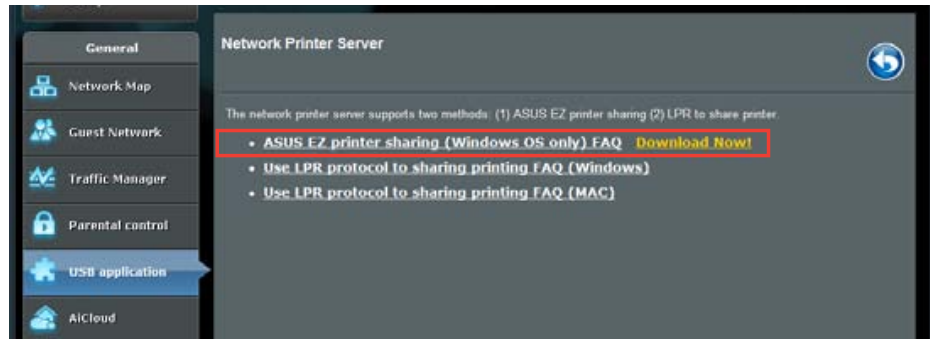 General
Network Map
Guest Network
Traffic Manager
Parental control
USB application
AiCloud
Network Printer Server
The network printer server supports two methods: (1) ASUS EZ printer sharing (2) LPR to share printer.
• ASUS EZ printer sharing (Windows OS only) FAQ Download Now!
• Use LPR protocol to sharing printing FAQ (Windows)
• Use LPR protocol to sharing printing FAQ (MAC)